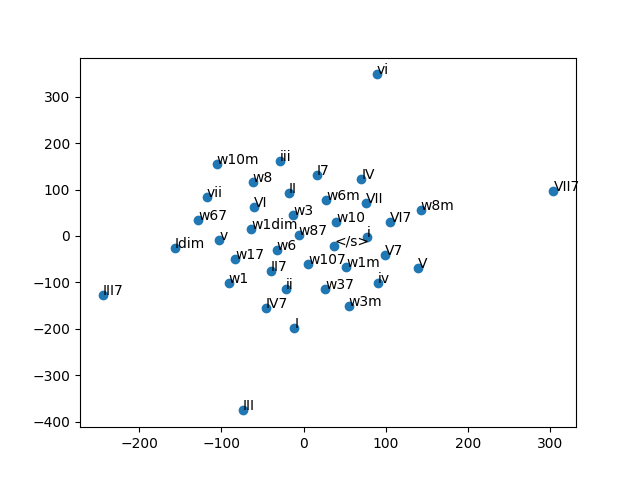 vi
300
iii
w10m
I7
IV
200
w8
VII7
vii
II
w6m
VII
100
VI
w3
w8m
w67
w10
VI7
w1dim
w87
i
0
Idim
v
w6
</s>
w17
V7
II7
w107
w1m
V
−100
w1
ii
w37
iv
III7
IV7
w3m
I
−200
−300
III
−400
−200 −100 0 100 200 300